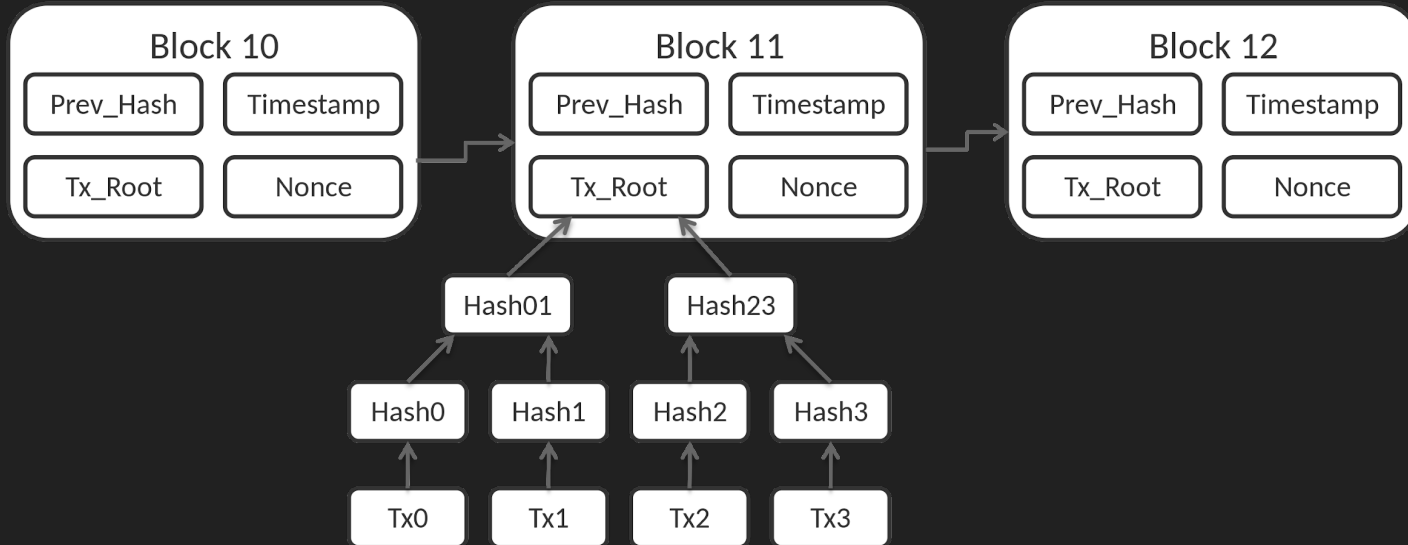 Block 10
Prev_Hash
Timestamp
Tx_Root
Nonce
Block 11
Prev_Hash
Timestamp
Tx_Root
Nonce
Block 12
Prev_Hash
Timestamp
Tx_Root
Nonce
Hash01
Hash23
Hash0
Hash1
Hash2
Hash3
Tx0
Tx1
Tx2
Tx3